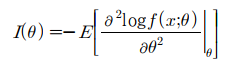 I(θ) = −E[∂²log f(x;θ)/∂θ² |θ]